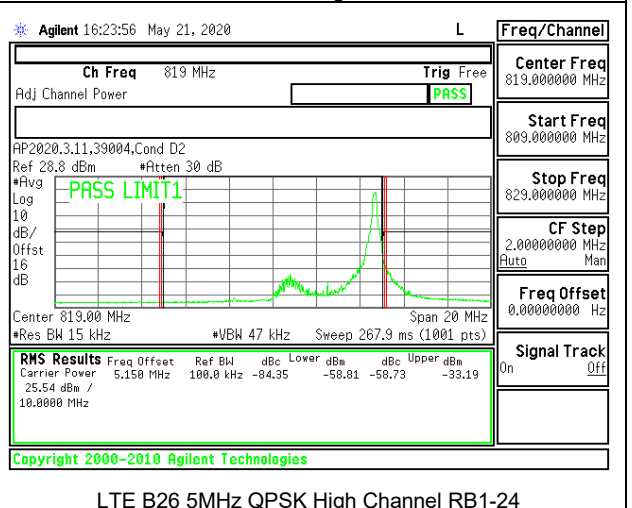 Agilent 16:23:56 May 21, 2020 L Freq/Channel
Ch Freq 819 MHz Trig Free
Adj Channel Power PASS
Center Freq
819.000000 MHz
Start Freq
809.000000 MHz
AP2020.3.11,39004,Cond D2
Ref 28.8 dBm #Atten 30 dB
#Avg
Log
10
dB/
Offst
16
dB
PASS LIMIT1
Stop Freq
829.000000 MHz
CF Step
2.00000000 MHz
Auto Man
Freq Offset
0.00000000 Hz
Center 819.00 MHz Span 20 MHz
#Res BW 15 kHz #VBW 47 kHz Sweep 267.9 ms (1001 pts)
Signal Track
On Off
RMS Results Freq Offset Ref BW dBc Lower dBm dBc Upper dBm
Carrier Power 5.150 MHz 100.0 kHz -84.35 -58.81 -58.73 -33.19
25.54 dBm /
10.0000 MHz
Copyright 2000-2010 Agilent Technologies
LTE B26 5MHz QPSK High Channel RB1-24